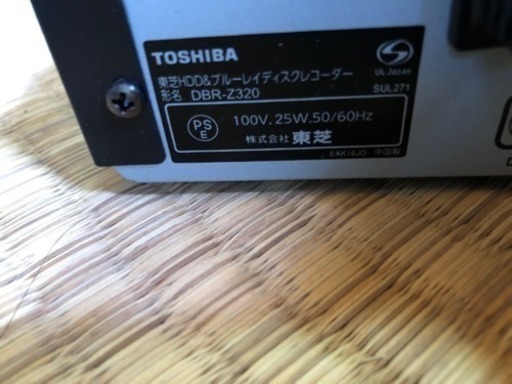 TOSHIBA
東芝HDD&ブルーレイディスクレコーダー
形名 DBR-Z320
PS
E
100V, 25W, 50/60Hz
株式会社 東芝
UL Japan
SUL271
中国製